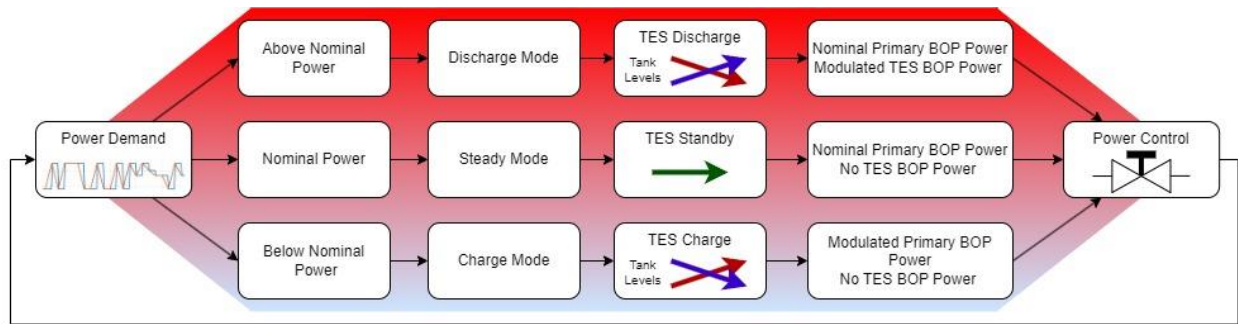 Above Nominal
Power
Discharge Mode
TES Discharge
Tank
Levels
Nominal Primary BOP Power
Modulated TES BOP Power
Power Demand
Nominal Power
Steady Mode
TES Standby
Nominal Primary BOP Power
No TES BOP Power
Power Control
Below Nominal
Power
Charge Mode
TES Charge
Tank
Levels
Modulated Primary BOP
Power
No TES BOP Power